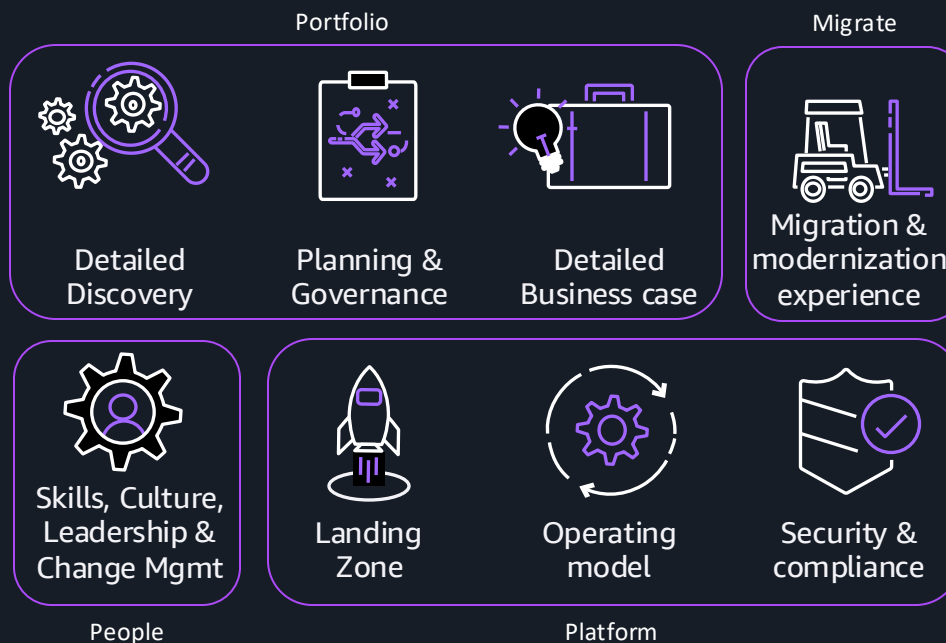 Portfolio
Migrate
Detailed
Discovery
Planning &
Governance
Detailed
Business case
Migration &
modernization
experience
Skills, Culture,
Leadership &
Change Mgmt
Landing
Zone
Operating
model
Security &
compliance
People
Platform